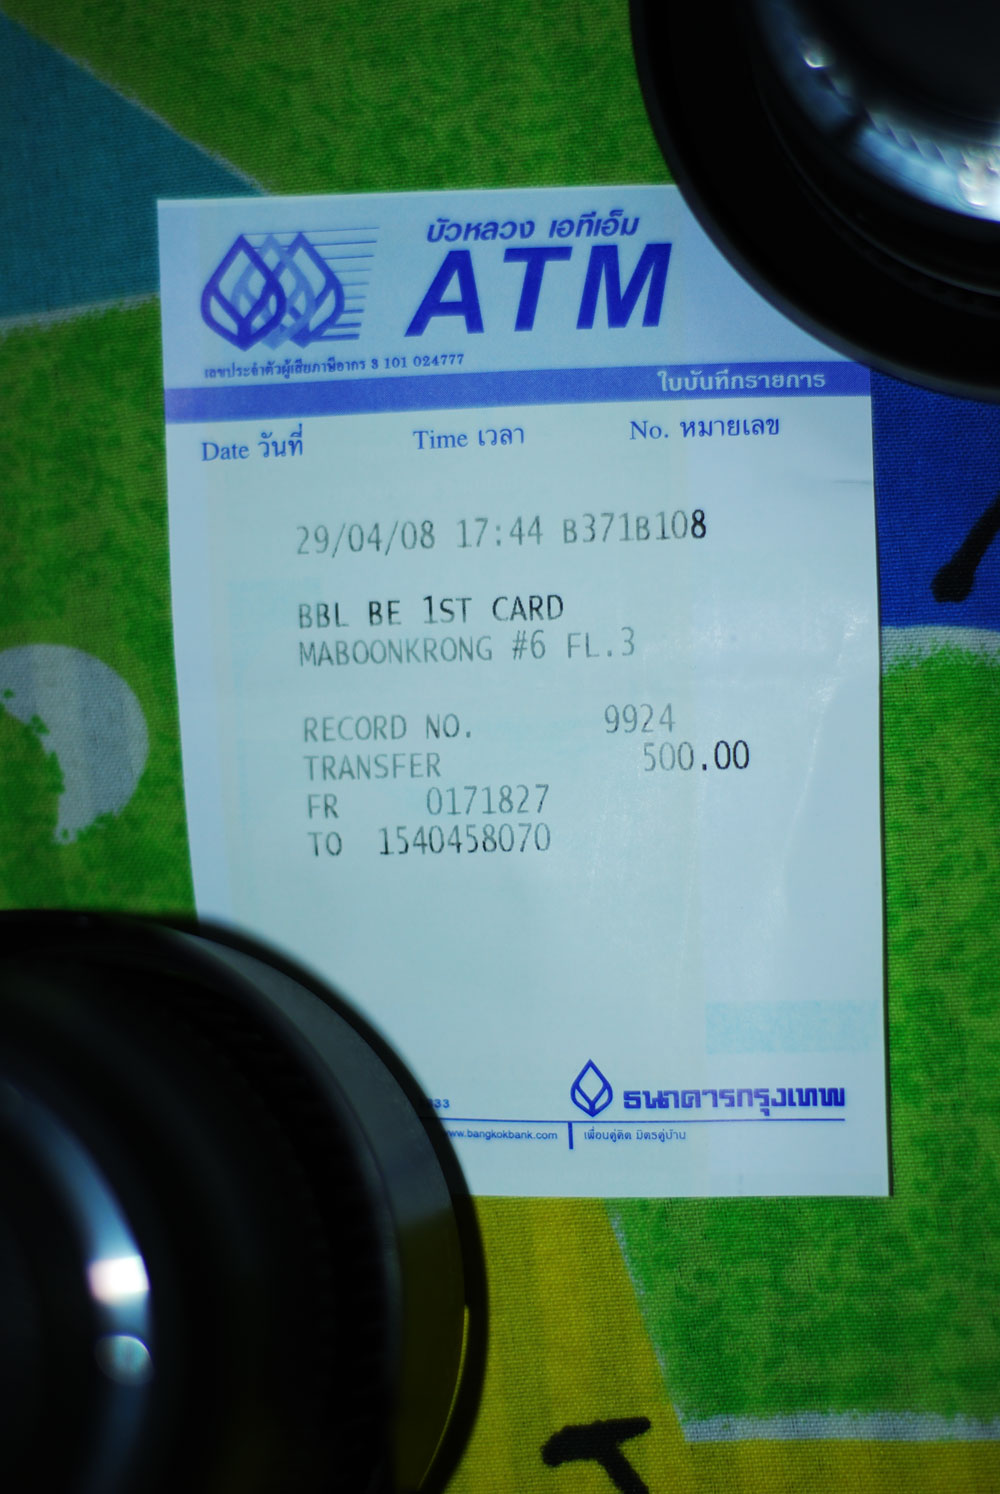 บัวหลวง เอทีเอ็ม
ATM
เลขประจำตัวผู้เสียภาษีอากร 3 101 024777
ใบบันทึกรายการ
Date วันที่ Time เวลา No. หมายเลข
29/04/08 17:44 B371B108
BBL BE 1ST CARD
MABOONKRONG #6 FL.3
RECORD NO. 9924
TRANSFER 500.00
FR 0171827
TO 1540458070
ธนาคารกรุงเทพ
www.bangkokbank.com เพื่อนคู่คิด มิตรคู่บ้าน